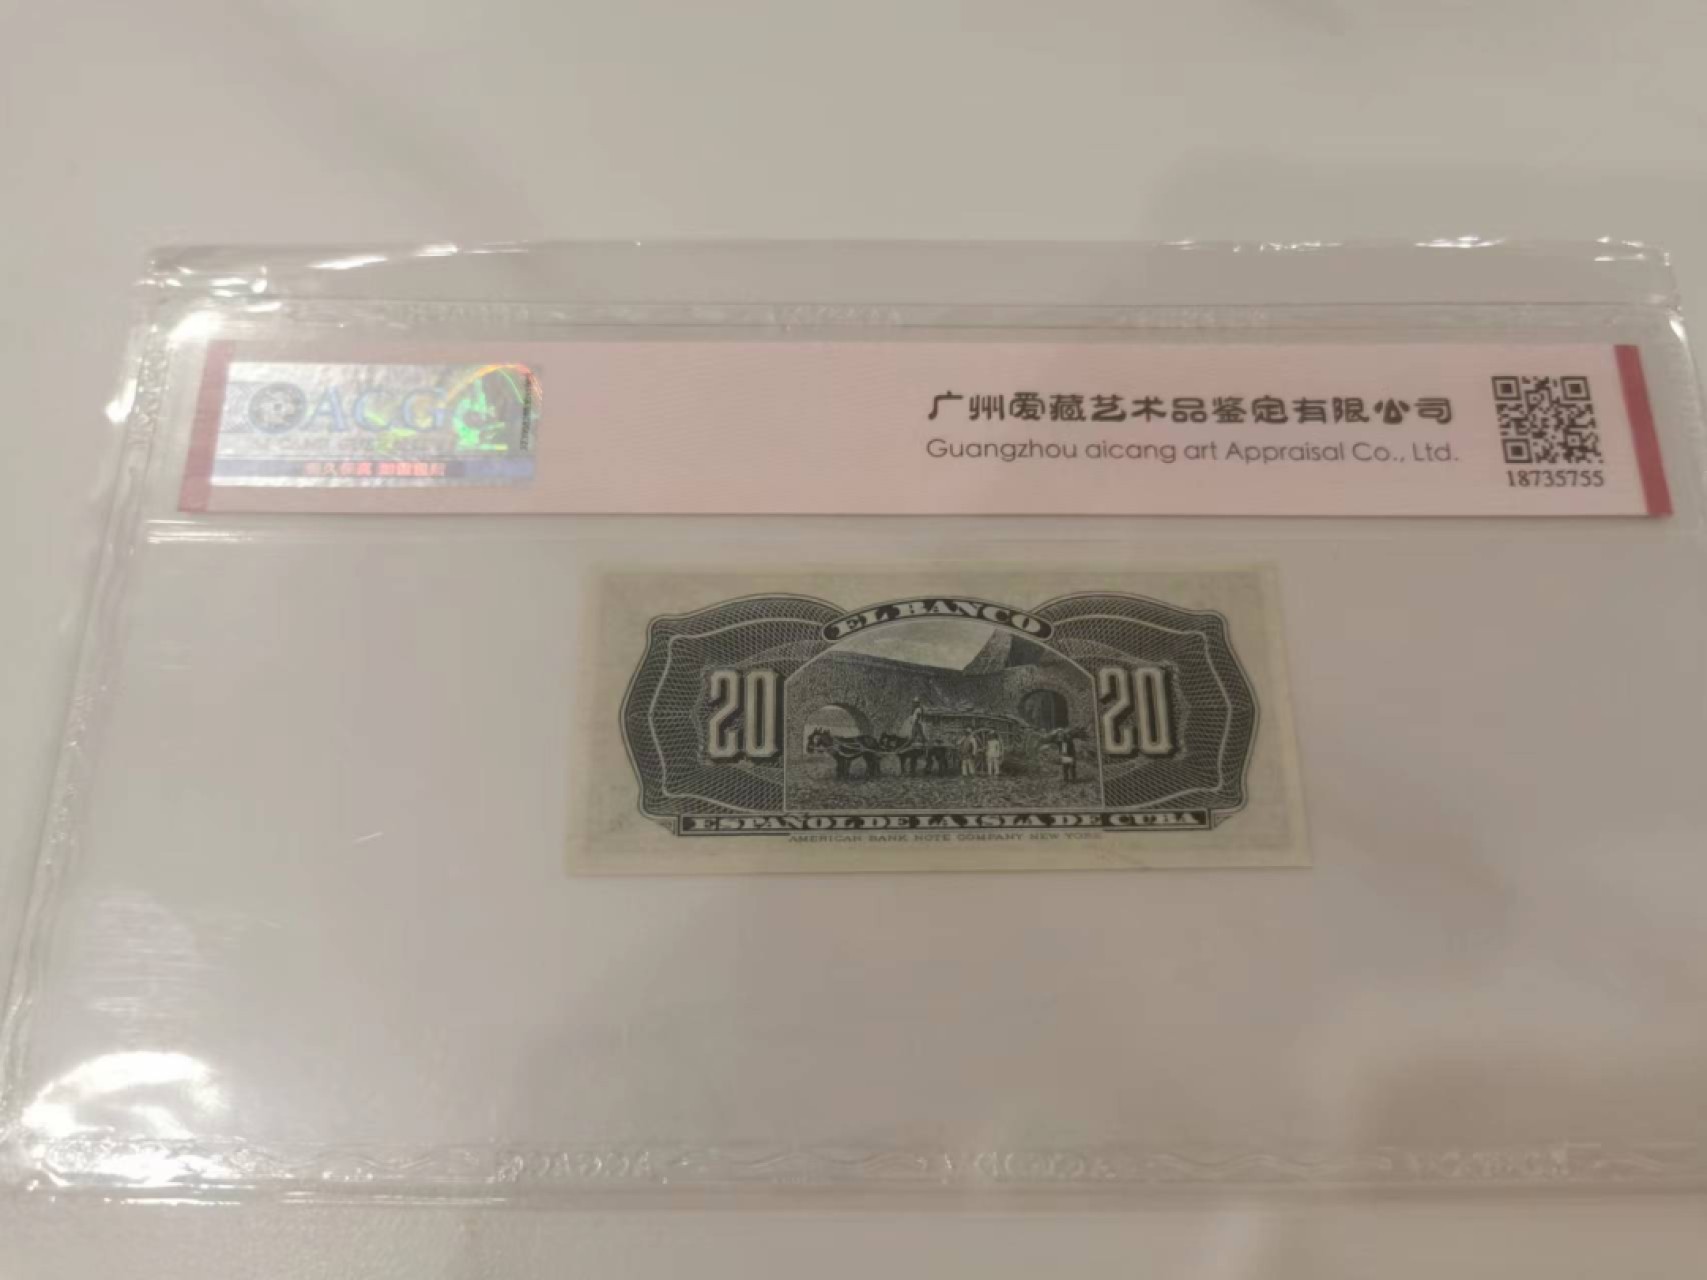 ACG
广州爱藏艺术品鉴定有限公司
Guangzhou aicang art Appraisal Co., Ltd.
18735755
EL BANCO
20
20
ESPAÑOL DE LA ISLA DE CUBA
AMERICAN BANK NOTE COMPANY NEW YORK